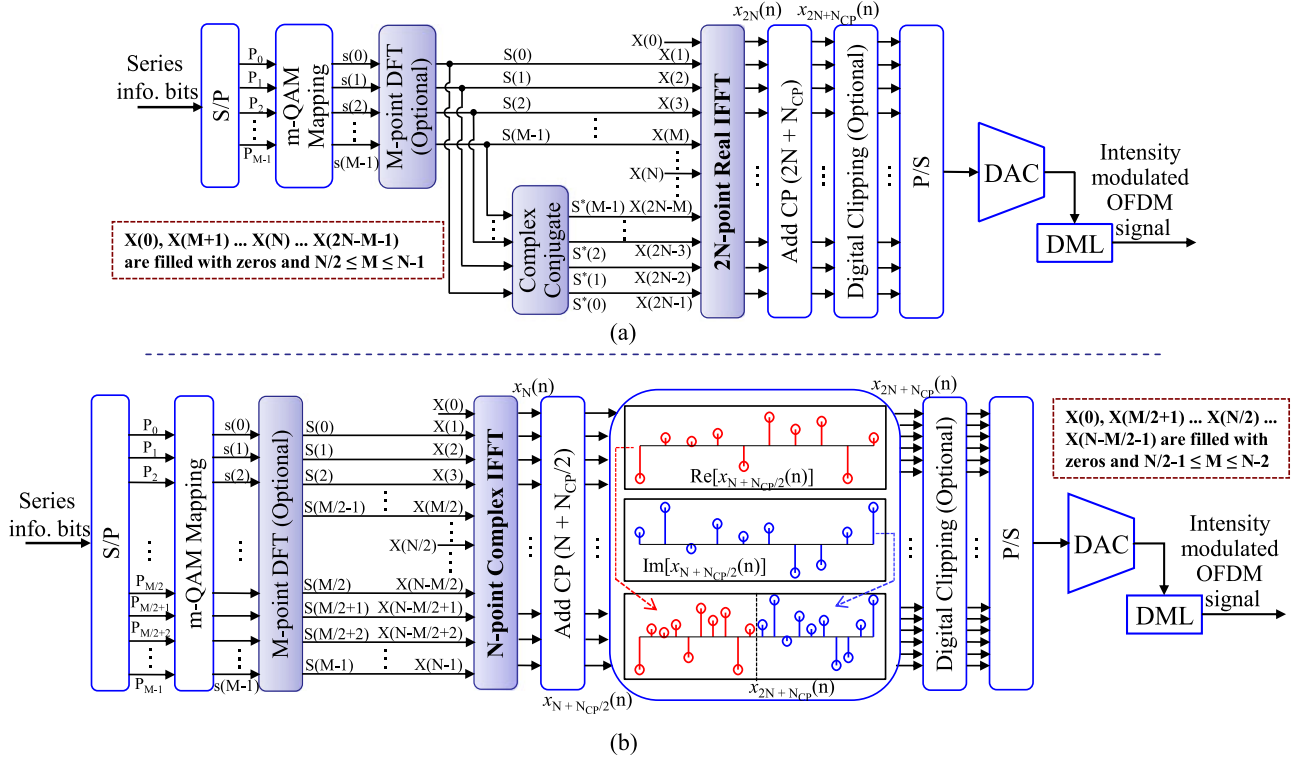 x2N(n)
x2N+NCP(n)
Series
info. bits
S/P
P0
P1
P2
PM-1
m-QAM
Mapping
s(0)
s(1)
s(2)
s(M-1)
M-point DFT
(Optional)
S(0)
S(1)
S(2)
S(M-1)
X(0)
X(1)
X(2)
X(3)
X(M)
X(N)
Complex
Conjugate
S*(M-1)
S*(2)
S*(1)
S*(0)
X(2N-M)
X(2N-3)
X(2N-2)
X(2N-1)
2N-point Real IFFT
Add CP (2N + NCP)
Digital Clipping (Optional)
P/S
DAC
DML
Intensity
modulated
OFDM
signal
X(0), X(M+1) ... X(N) ... X(2N-M-1)
are filled with zeros and N/2 ≤ M ≤ N-1
(a)
xN(n)
x2N + NCP(n)
Series
info. bits
S/P
P0
P1
P2
PM/2
PM/2+1
PM/2+2
PM-1
m-QAM Mapping
s(0)
s(1)
s(2)
s(M-1)
M-point DFT (Optional)
S(0)
S(1)
S(2)
S(M/2-1)
S(M/2)
S(M/2+1)
S(M/2+2)
S(M-1)
X(0)
X(1)
X(2)
X(3)
X(M/2)
X(N/2)
X(N-M/2)
X(N-M/2+1)
X(N-M/2+2)
X(N-1)
N-point Complex IFFT
Add CP (N + NCP/2)
xN + NCP/2(n)
Re[xN + NCP/2(n)]
Im[xN + NCP/2(n)]
x2N + NCP(n)
Digital Clipping (Optional)
P/S
X(0), X(M/2+1) ... X(N/2) ...
X(N-M/2-1) are filled with
zeros and N/2-1 ≤ M ≤ N-2
DAC
DML
Intensity
modulated
OFDM
signal
(b)